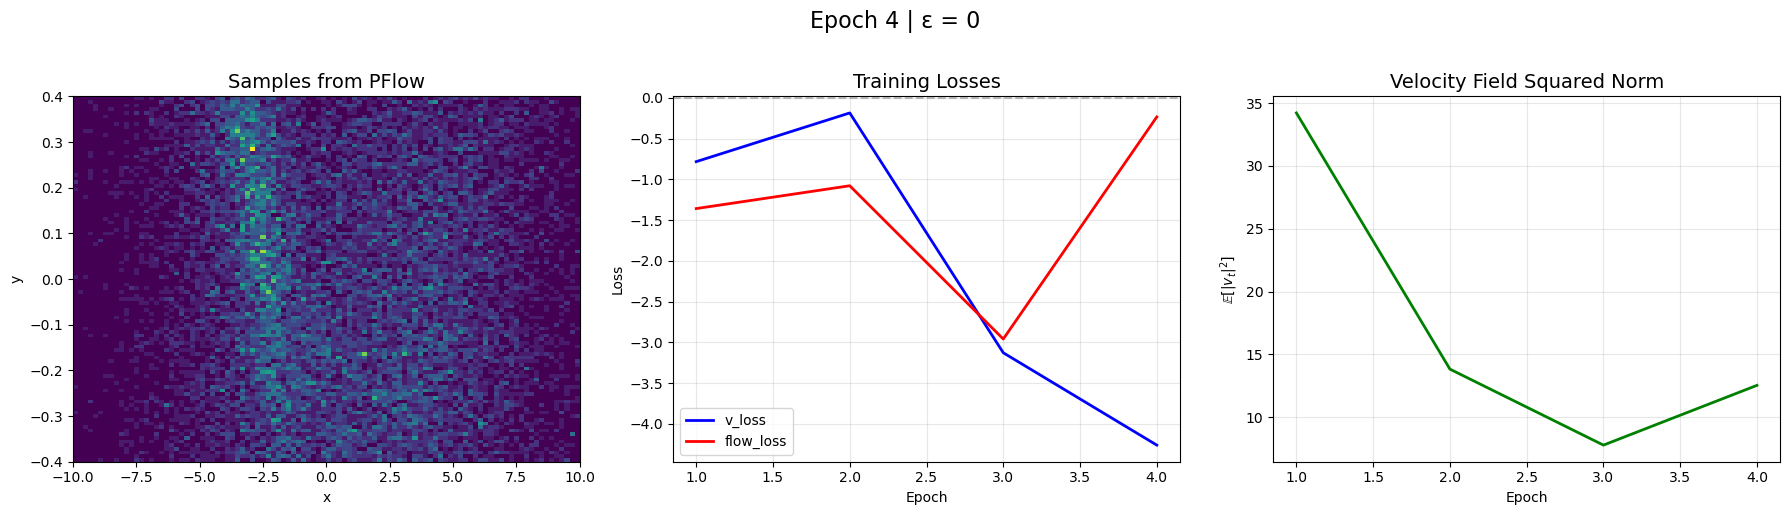 Epoch 4 | ε = 0
Samples from PFlow
0.4
0.3
0.2
0.1
0.0
−0.1
−0.2
−0.3
−0.4
y
−10.0 −7.5 −5.0 −2.5 0.0 2.5 5.0 7.5 10.0
x
Training Losses
0.0
−0.5
−1.0
−1.5
−2.0
−2.5
−3.0
−3.5
−4.0
Loss
v_loss
flow_loss
1.0 1.5 2.0 2.5 3.0 3.5 4.0
Epoch
Velocity Field Squared Norm
35
30
25
20
15
10
𝔼[|v_t|²]
1.0 1.5 2.0 2.5 3.0 3.5 4.0
Epoch